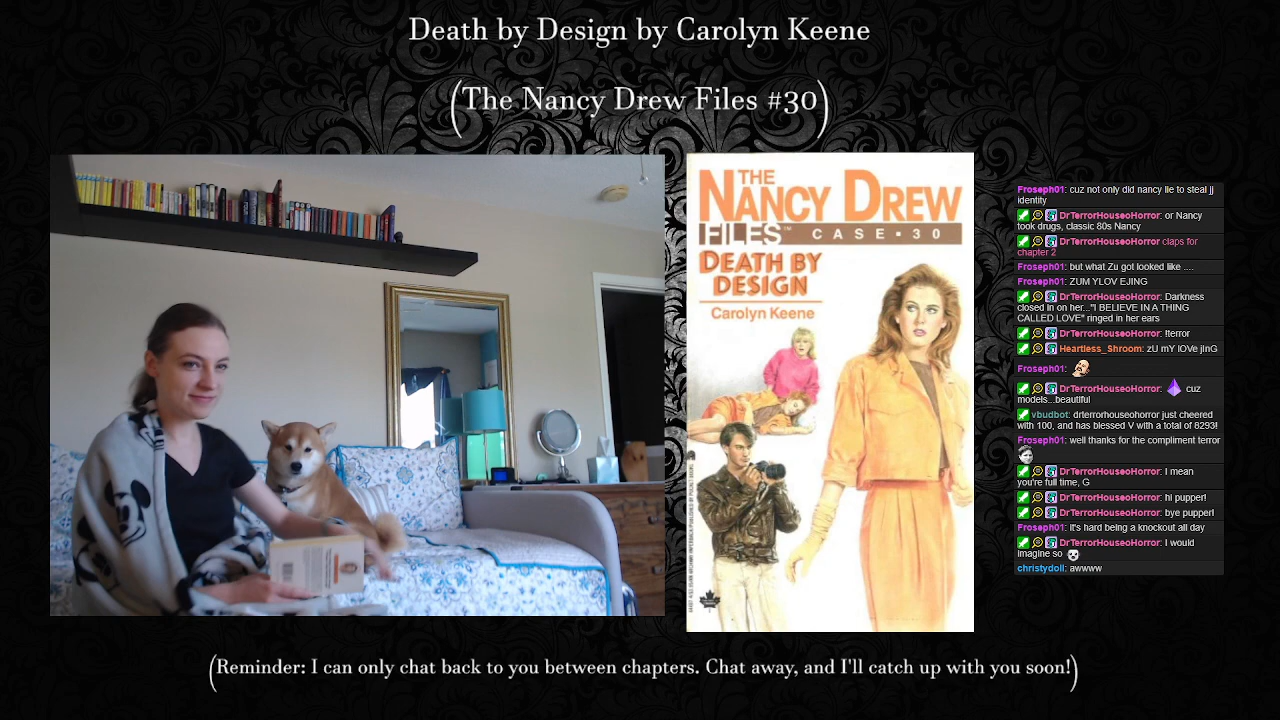 Death by Design by Carolyn Keene
(The Nancy Drew Files #30)
THE
NANCY DREW
FILES™ CASE ▪ 30
DEATH BY
DESIGN
Carolyn Keene
Froseph01: cuz not only did nancy lie to steal jj
identity
DrTerrorHouseoHorror: or Nancy
took drugs, classic 80s Nancy
DrTerrorHouseoHorror claps for
chapter 2
Froseph01: but what Zu got looked like ....
Froseph01: ZUM YLOV EJING
DrTerrorHouseoHorror: Darkness
closed in on her..."I BELIEVE IN A THING
CALLED LOVE" ringed in her ears
DrTerrorHouseoHorror: !terror
Heartless_Shroom: zU mY lOVe jinG
Froseph01:
DrTerrorHouseoHorror: cuz
models...beautiful
vbudbot: drterrorhouseohorror just cheered
with 100, and has blessed V with a total of 8293!
Froseph01: well thanks for the compliment terror
DrTerrorHouseoHorror: I mean
you're full time, G
DrTerrorHouseoHorror: hi pupper!
DrTerrorHouseoHorror: bye pupper!
Froseph01: it's hard being a knockout all day
DrTerrorHouseoHorror: I would
imagine so
christydoll: awwww
(Reminder: I can only chat back to you between chapters. Chat away, and I'll catch up with you soon!)